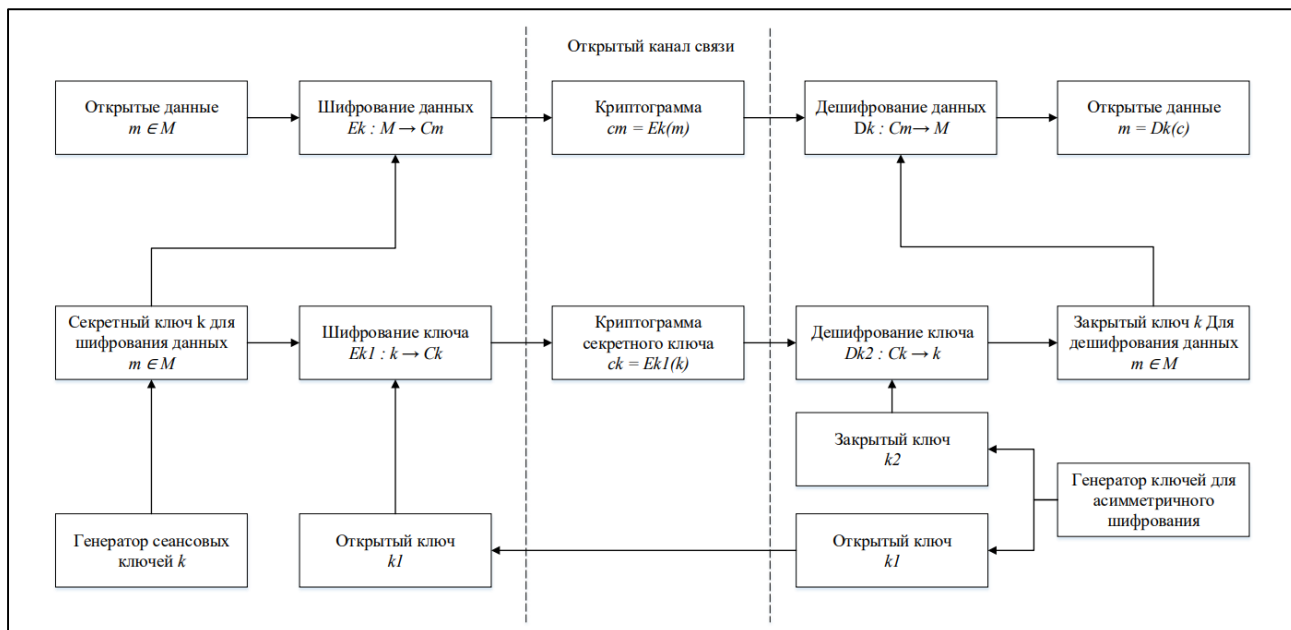 Открытый канал связи
Открытые данные
m ∈ M
Шифрование данных
Ek : M → Cm
Криптограмма
cm = Ek(m)
Дешифрование данных
Dk : Cm→ M
Открытые данные
m = Dk(c)
Секретный ключ k для
шифрования данных
m ∈ M
Шифрование ключа
Ek1 : k → Ck
Криптограмма
секретного ключа
ck = Ek1(k)
Дешифрование ключа
Dk2 : Ck → k
Закрытый ключ k Для
дешифрования данных
m ∈ M
Закрытый ключ
k2
Генератор ключей для
асимметричного
шифрования
Генератор сеансовых
ключей k
Открытый ключ
k1
Открытый ключ
k1